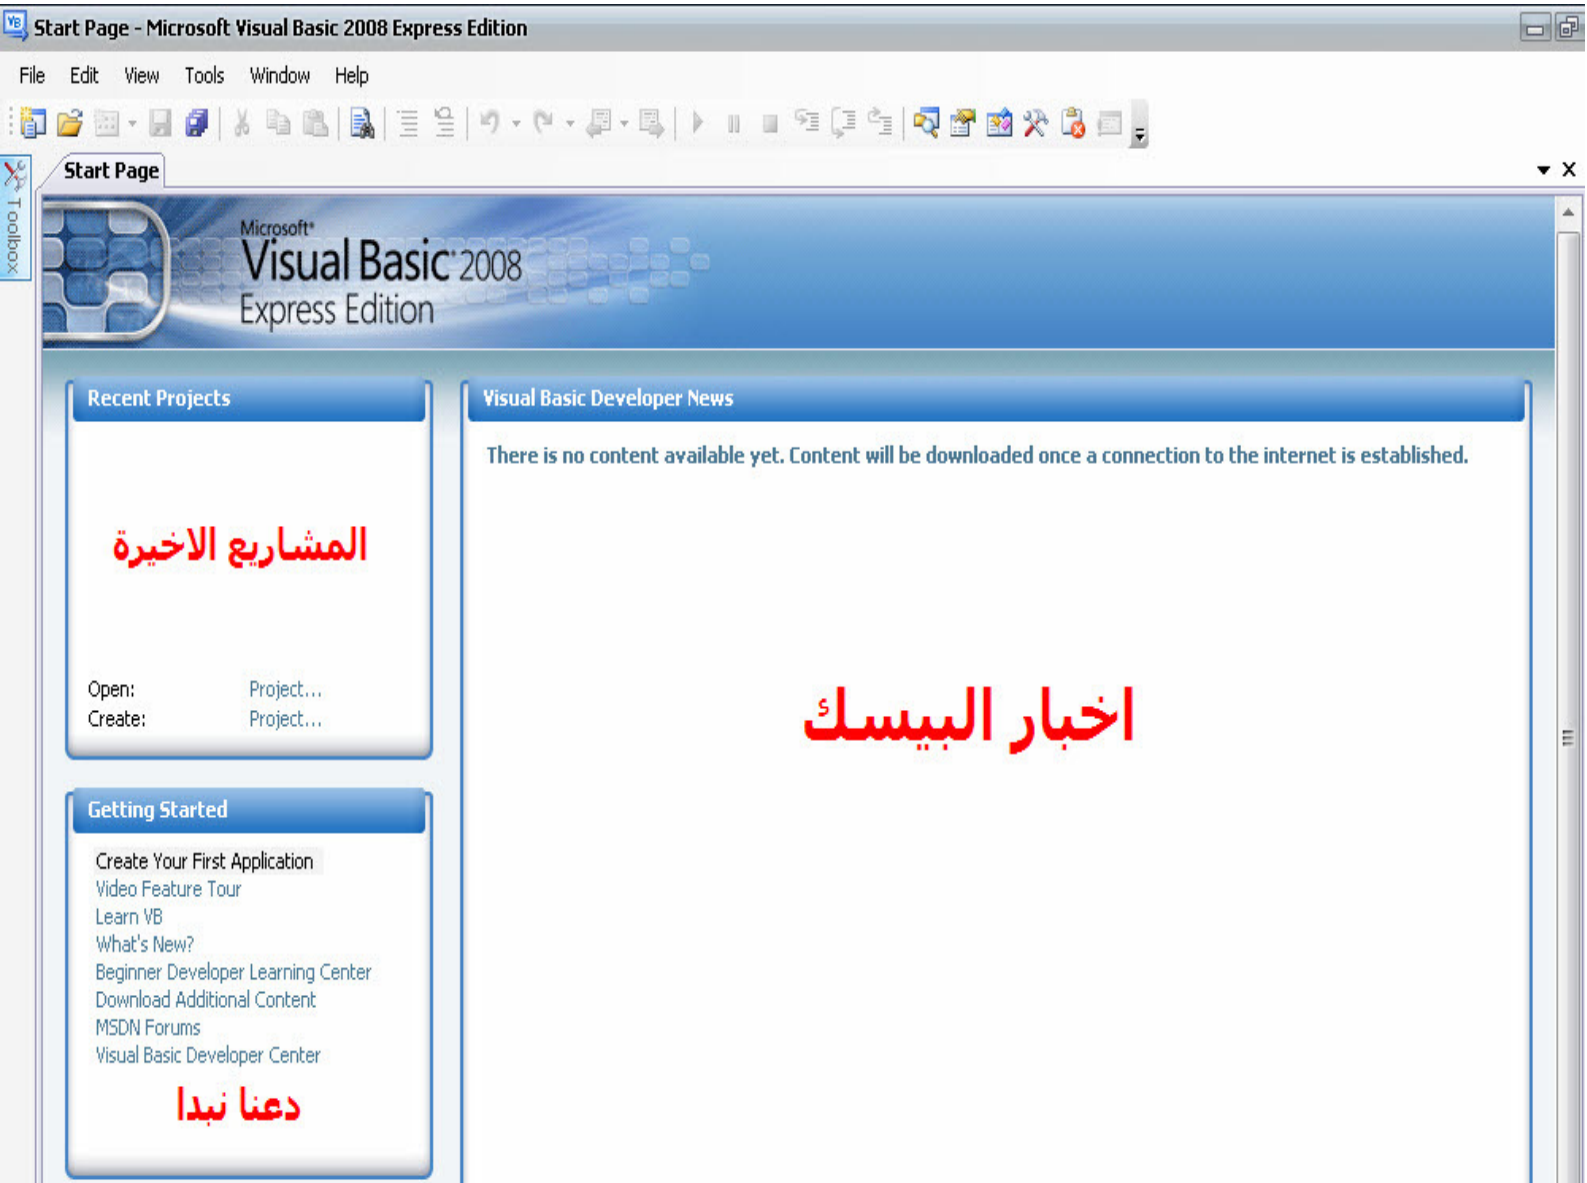 Start Page - Microsoft Visual Basic 2008 Express Edition
File Edit View Tools Window Help
Toolbox
Start Page
Microsoft®
Visual Basic® 2008
Express Edition
Recent Projects
المشاريع الاخيرة
Open: Project...
Create: Project...
Getting Started
Create Your First Application
Video Feature Tour
Learn VB
What's New?
Beginner Developer Learning Center
Download Additional Content
MSDN Forums
Visual Basic Developer Center
دعنا نبدا
Visual Basic Developer News
There is no content available yet. Content will be downloaded once a connection to the internet is established.
اخبار البيسك